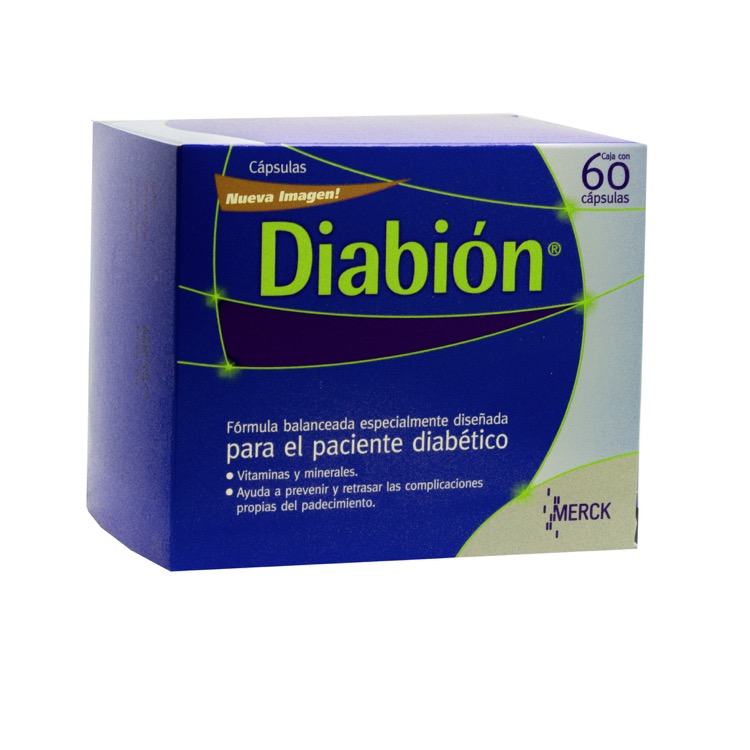 Cápsulas
Nueva Imagen!
Diabión®
Caja con
60
cápsulas
Fórmula balanceada especialmente diseñada
para el paciente diabético
• Vitaminas y minerales.
• Ayuda a prevenir y retrasar las complicaciones
propias del padecimiento.
MERCK